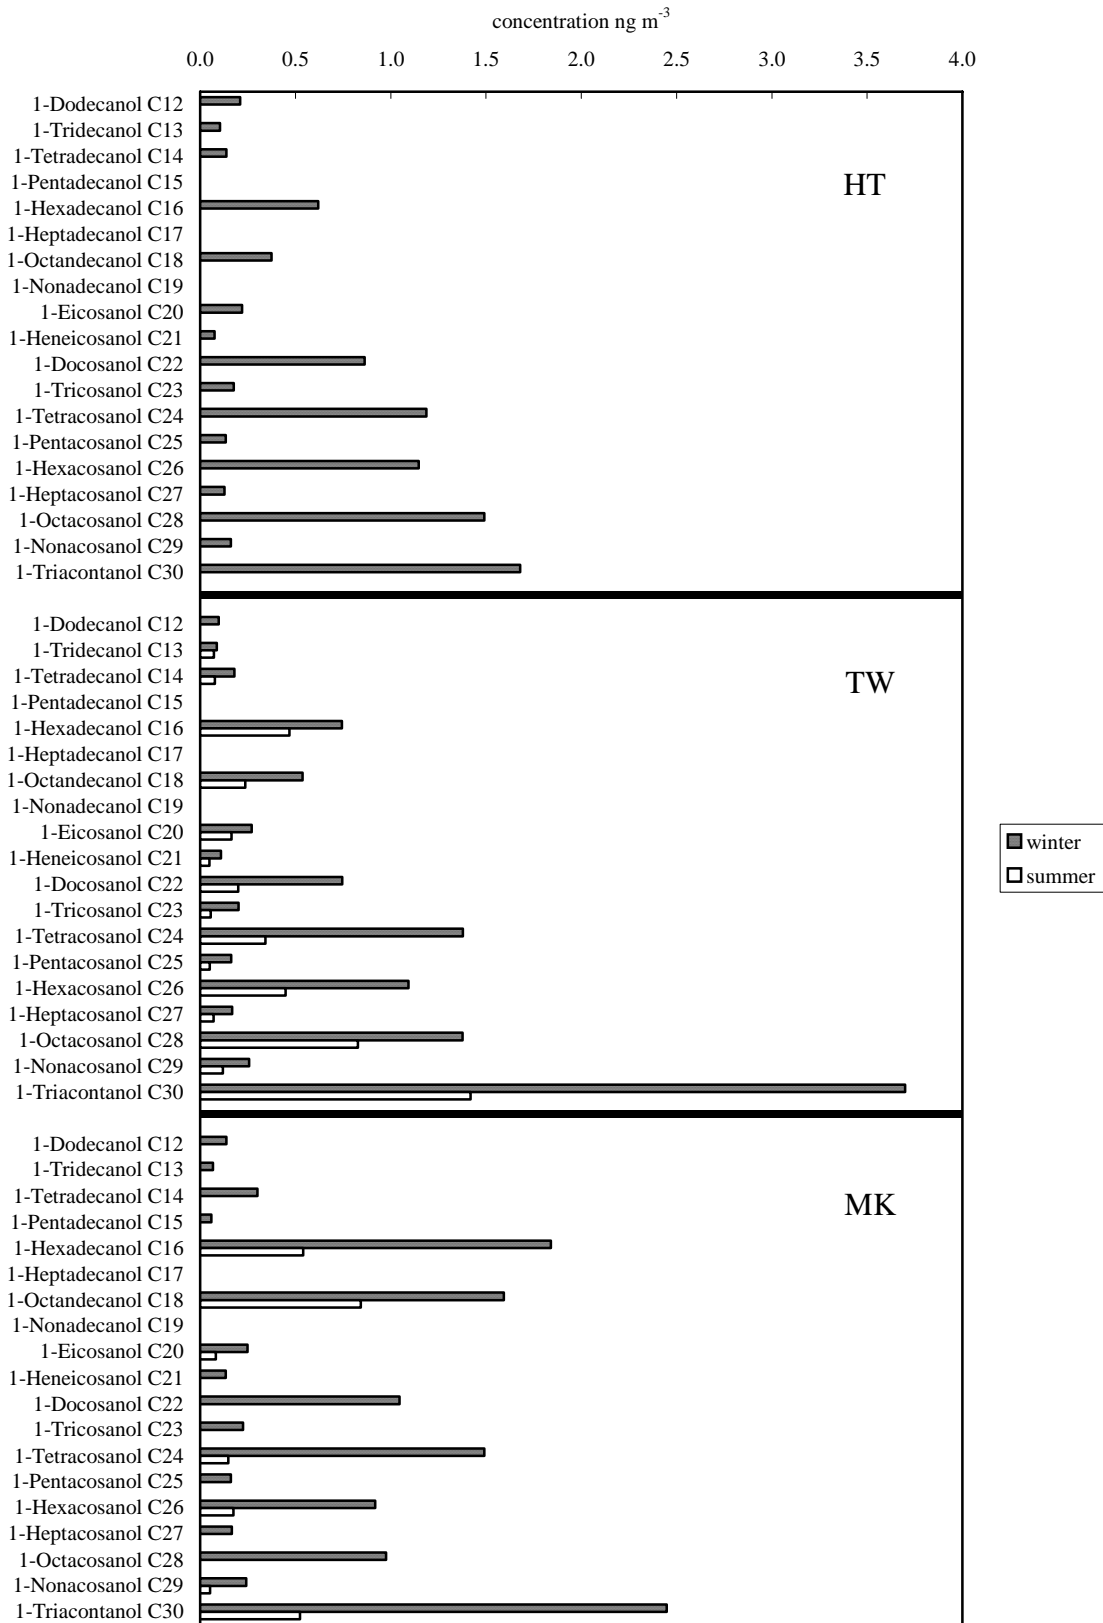 concentration ng m-3
0.0 0.5 1.0 1.5 2.0 2.5 3.0 3.5 4.0
1-Dodecanol C12
1-Tridecanol C13
1-Tetradecanol C14
1-Pentadecanol C15
HT
1-Hexadecanol C16
1-Heptadecanol C17
1-Octandecanol C18
1-Nonadecanol C19
1-Eicosanol C20
1-Heneicosanol C21
1-Docosanol C22
1-Tricosanol C23
1-Tetracosanol C24
1-Pentacosanol C25
1-Hexacosanol C26
1-Heptacosanol C27
1-Octacosanol C28
1-Nonacosanol C29
1-Triacontanol C30
1-Dodecanol C12
1-Tridecanol C13
1-Tetradecanol C14
TW
1-Pentadecanol C15
1-Hexadecanol C16
1-Heptadecanol C17
1-Octandecanol C18
1-Nonadecanol C19
1-Eicosanol C20
1-Heneicosanol C21
1-Docosanol C22
1-Tricosanol C23
1-Tetracosanol C24
1-Pentacosanol C25
1-Hexacosanol C26
1-Heptacosanol C27
1-Octacosanol C28
1-Nonacosanol C29
1-Triacontanol C30
winter
summer
1-Dodecanol C12
1-Tridecanol C13
1-Tetradecanol C14
MK
1-Pentadecanol C15
1-Hexadecanol C16
1-Heptadecanol C17
1-Octandecanol C18
1-Nonadecanol C19
1-Eicosanol C20
1-Heneicosanol C21
1-Docosanol C22
1-Tricosanol C23
1-Tetracosanol C24
1-Pentacosanol C25
1-Hexacosanol C26
1-Heptacosanol C27
1-Octacosanol C28
1-Nonacosanol C29
1-Triacontanol C30